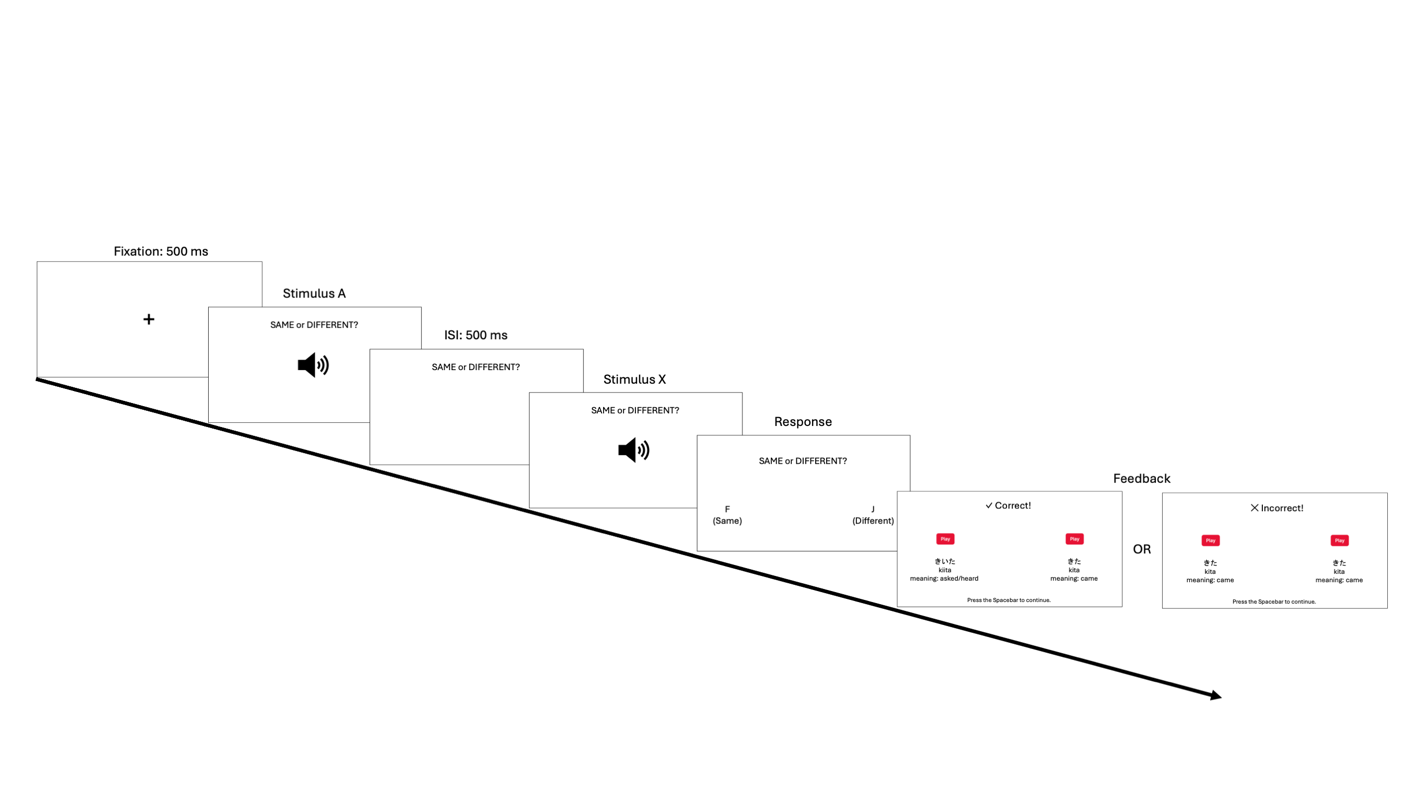 Fixation: 500 ms
+
Stimulus A
SAME or DIFFERENT?
ISI: 500 ms
SAME or DIFFERENT?
Stimulus X
SAME or DIFFERENT?
Response
SAME or DIFFERENT?
F
(Same)
J
(Different)
Feedback
✓ Correct!
Play
きいた
kiita
meaning: asked/heard
Play
きた
kita
meaning: came
Press the Spacebar to continue.
OR
✕ Incorrect!
Play
きた
kita
meaning: came
Play
きた
kita
meaning: came
Press the Spacebar to continue.